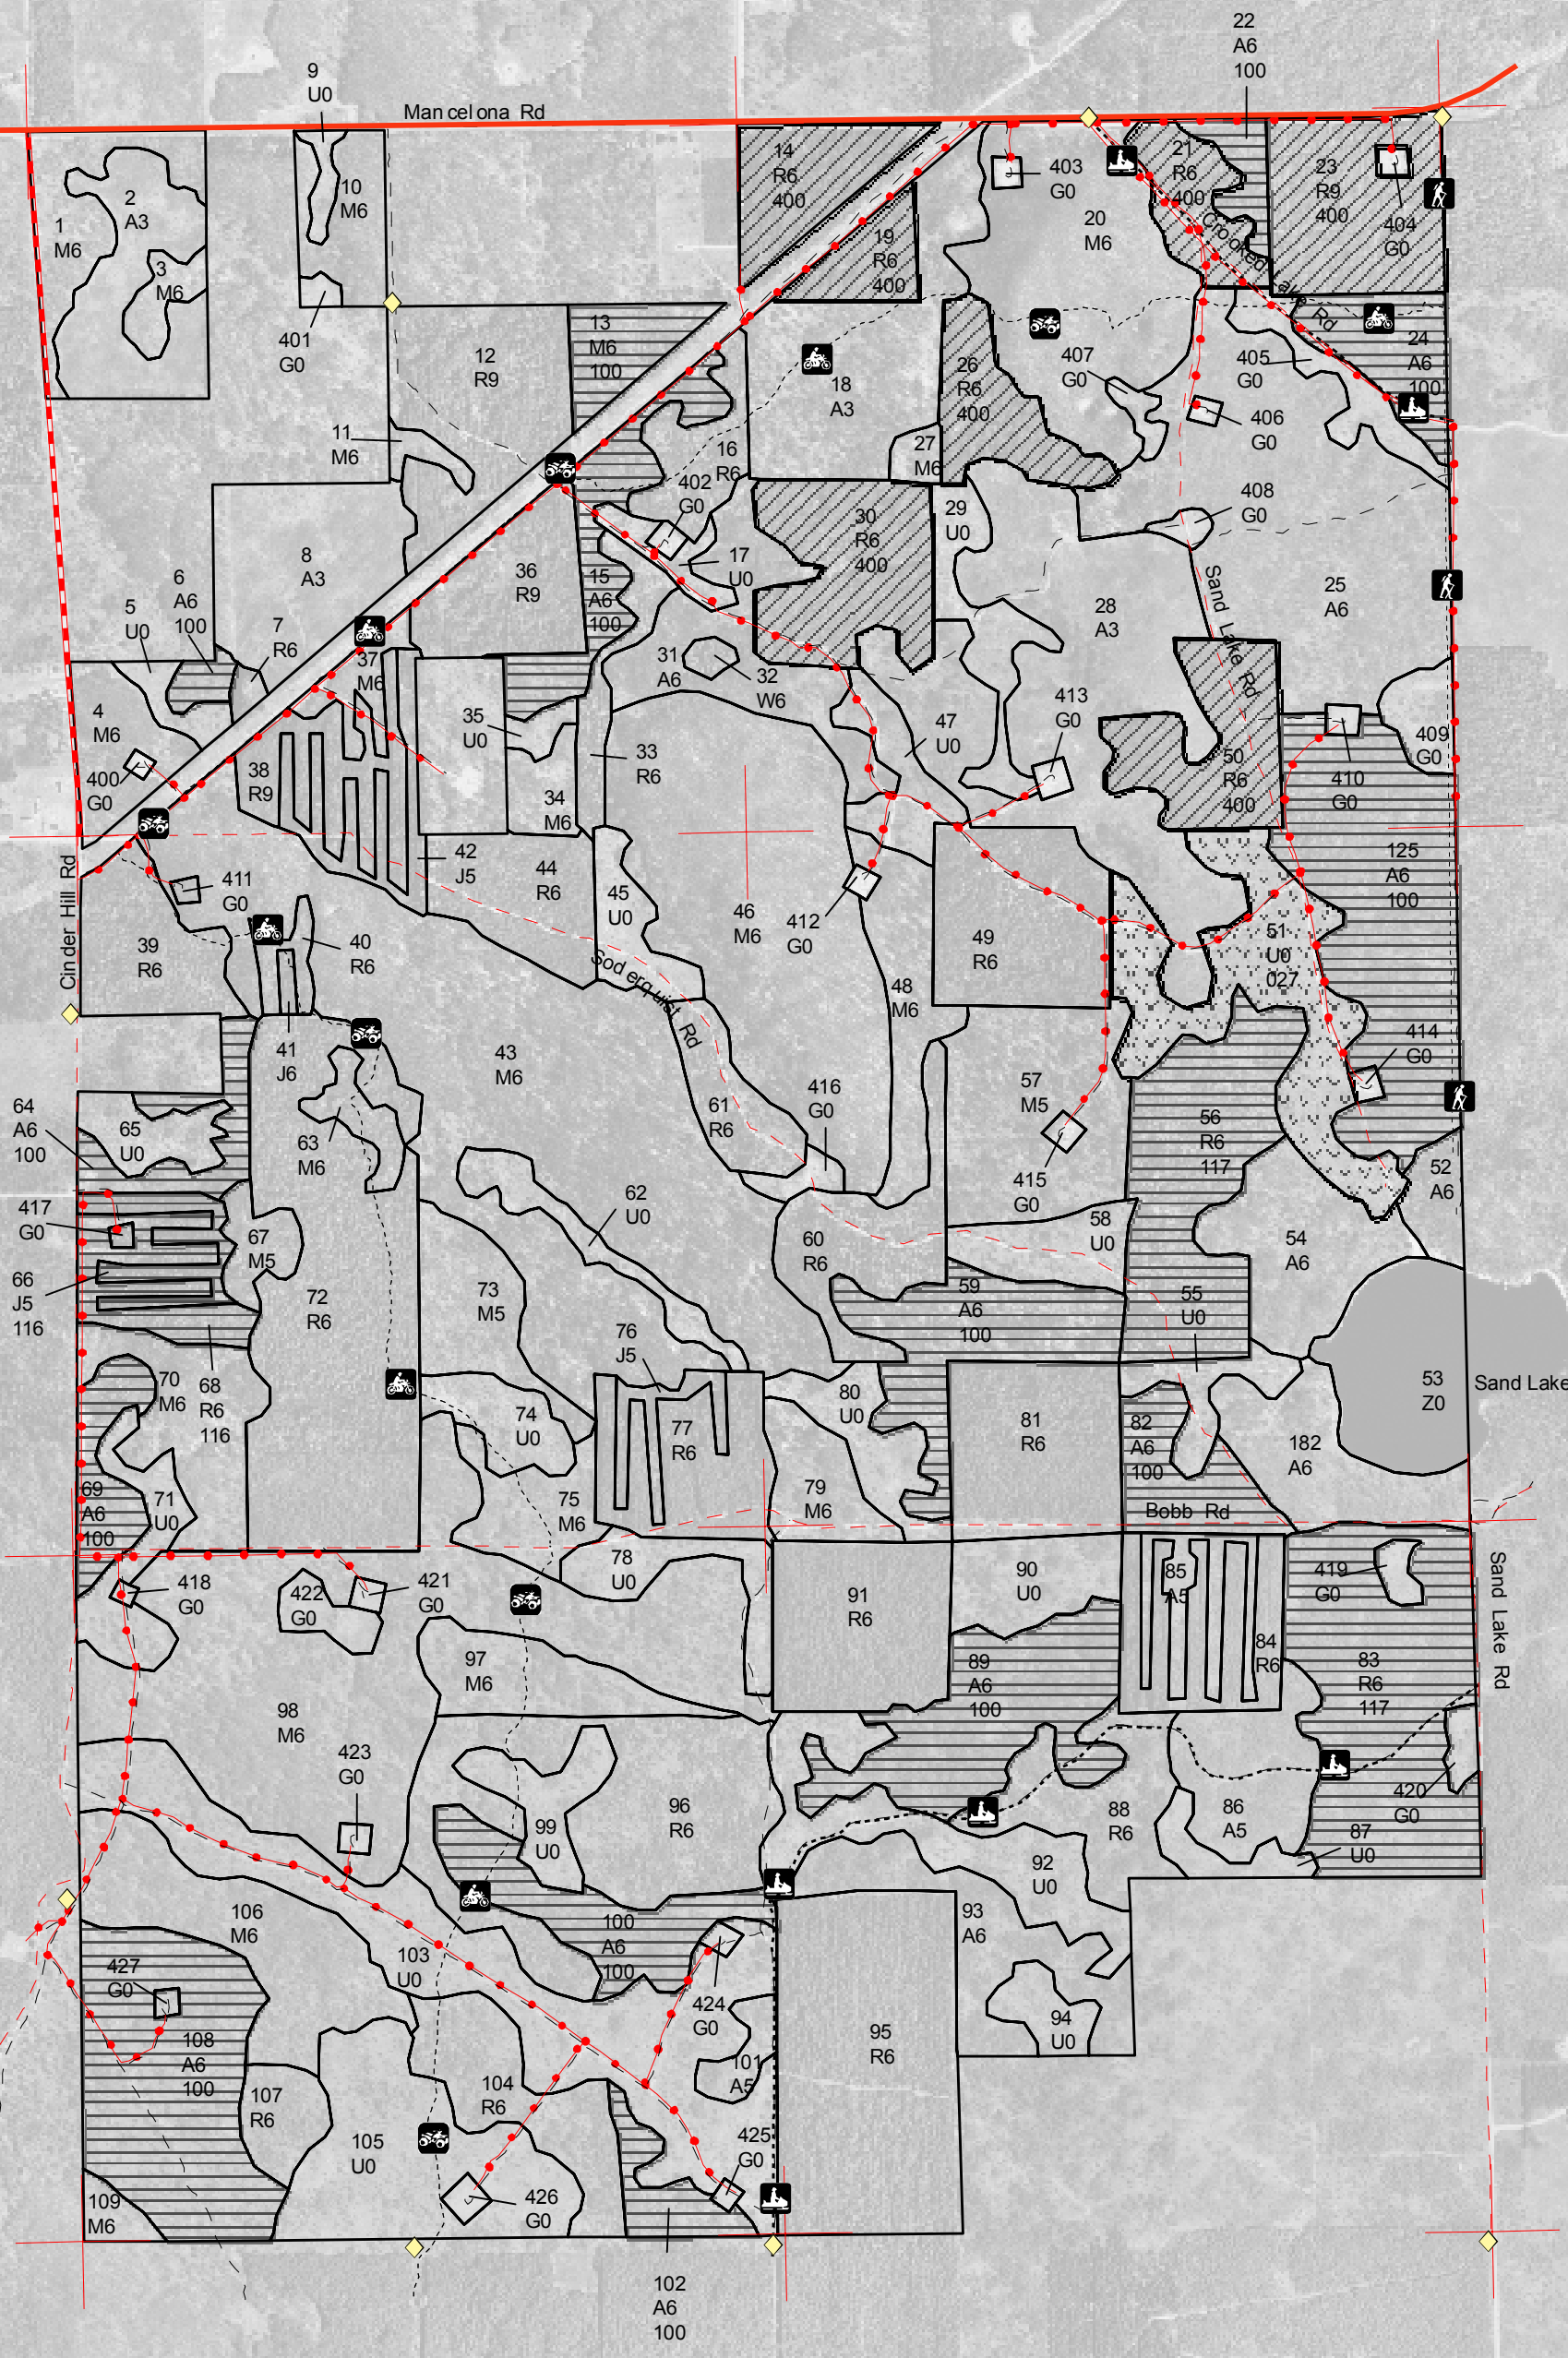 22
A6
100
9
U0
Mancelona Rd
14
R6
400
403
G0
21
R6
400
23
R9
400
404
G0
2
A3
1
M6
10
M6
20
M6
Crooked Lake Rd
19
R6
400
3
M6
401
G0
12
R9
13
M6
100
18
A3
26
R6
400
407
G0
405
G0
24
A6
100
406
G0
11
M6
16
R6
27
M6
402
G0
29
U0
408
G0
30
R6
400
8
A3
36
R9
17
U0
15
A6
100
Sand Lake Rd
25
A6
28
A3
6
A6
100
5
U0
7
R6
37
M6
31
A6
32
W6
413
G0
4
M6
35
U0
47
U0
409
G0
33
R6
50
R6
400
400
G0
38
R9
34
M6
410
G0
Cinder Hill Rd
42
J5
44
R6
125
A6
100
411
G0
45
U0
46
M6
412
G0
39
R6
40
R6
49
R6
51
U0
027
Soderquist Rd
48
M6
41
J6
43
M6
414
G0
57
M5
416
G0
61
R6
56
R6
117
64
A6
100
65
U0
63
M6
52
A6
415
G0
62
U0
417
G0
67
M5
58
U0
60
R6
54
A6
66
J5
116
72
R6
73
M5
59
A6
100
55
U0
76
J5
70
M6
68
R6
116
80
U0
53
Z0
Sand Lake
74
U0
77
R6
81
R6
82
A6
100
182
A6
69
A6
100
71
U0
75
M6
79
M6
Bobb Rd
78
U0
418
G0
422
G0
421
G0
91
R6
90
U0
85
A5
419
G0
Sand Lake Rd
97
M6
89
A6
100
84
R6
83
R6
117
98
M6
423
G0
99
U0
96
R6
88
R6
86
A5
420
G0
87
U0
92
U0
106
M6
100
A6
100
93
A6
103
U0
427
G0
424
G0
94
U0
95
R6
108
A6
100
101
A5
107
R6
104
R6
105
U0
425
G0
109
M6
426
G0
102
A6
100